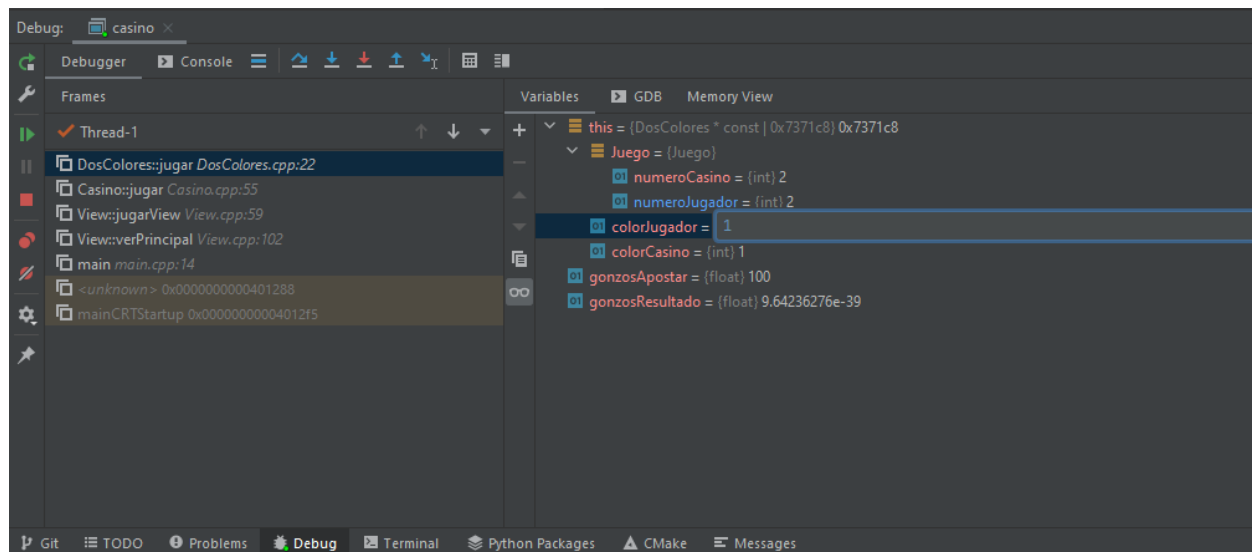 Debug: casino
Debugger Console
Frames
Thread-1
DosColores::jugar DosColores.cpp:22
Casino::jugar Casino.cpp:55
View::jugarView View.cpp:59
View::verPrincipal View.cpp:102
main main.cpp:14
<unknown> 0x0000000000401288
mainCRTStartup 0x00000000004012f5
Variables GDB Memory View
this = {DosColores * const | 0x7371c8} 0x7371c8
Juego = {Juego}
numeroCasino = {int} 2
numeroJugador = {int} 2
colorJugador = 1
colorCasino = {int} 1
gonzosApostar = {float} 100
gonzosResultado = {float} 9.64236276e-39
Git TODO Problems Debug Terminal Python Packages CMake Messages